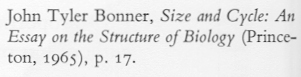 John Tyler Bonner, Size and Cycle: An
Essay on the Structure of Biology (Prince-
ton, 1965), p. 17.